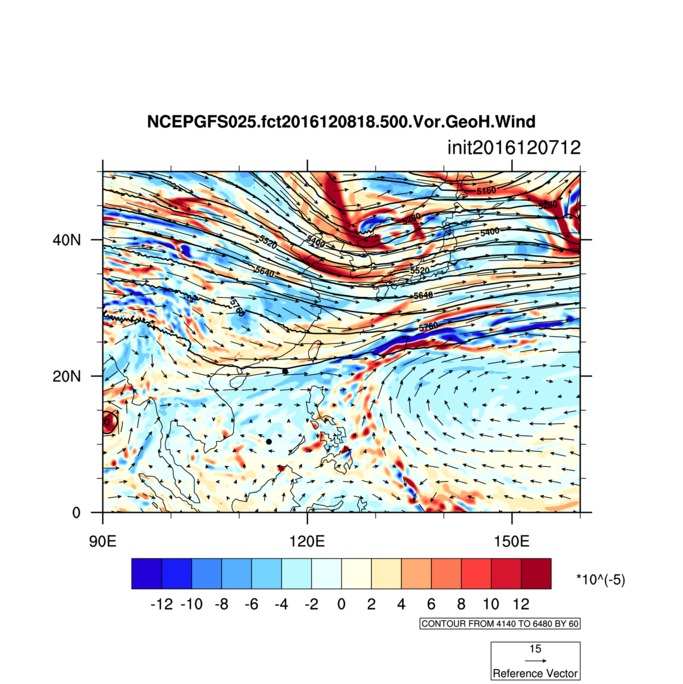 NCEPGFS025.fct2016120818.500.Vor.GeoH.Wind
init2016120712
5160
5280
5280
5400
5400
5520
5520
5640
5640
5760
5760
40N
20N
0
90E 120E 150E
-12 -10 -8 -6 -4 -2 0 2 4 6 8 10 12
*10^(-5)
CONTOUR FROM 4140 TO 6480 BY 60
15
Reference Vector